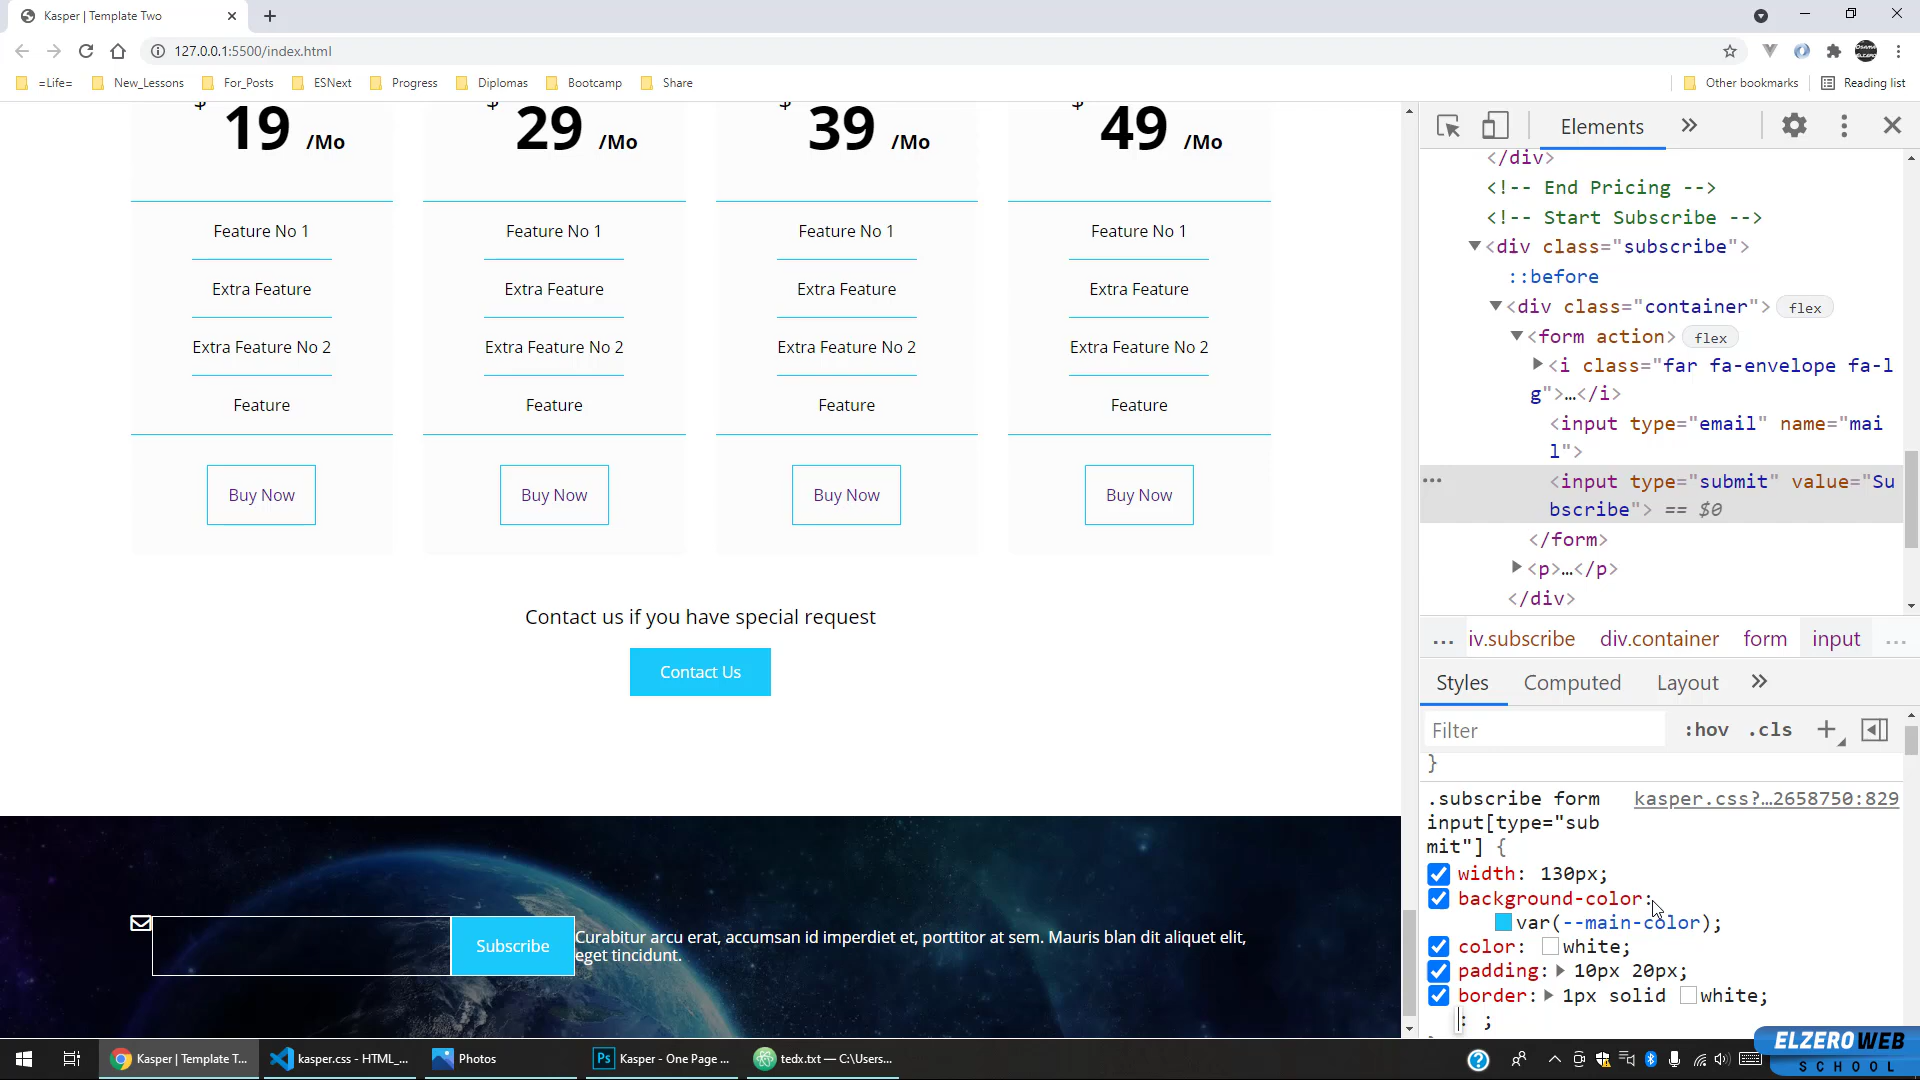 Kasper | Template Two
127.0.0.1:5500/index.html
=Life=
New_Lessons
For_Posts
ESNext
Progress
Diplomas
Bootcamp
Share
Other bookmarks
Reading list
$ 19 /Mo
$ 29 /Mo
$ 39 /Mo
$ 49 /Mo
Feature No 1
Feature No 1
Feature No 1
Feature No 1
Extra Feature
Extra Feature
Extra Feature
Extra Feature
Extra Feature No 2
Extra Feature No 2
Extra Feature No 2
Extra Feature No 2
Feature
Feature
Feature
Feature
Buy Now
Buy Now
Buy Now
Buy Now
Contact us if you have special request
Contact Us
Subscribe
Curabitur arcu erat, accumsan id imperdiet et, porttitor at sem. Mauris blan dit aliquet elit,
eget tincidunt.
Elements
</div>
<!-- End Pricing -->
<!-- Start Subscribe -->
<div class="subscribe">
::before
<div class="container"> flex
<form action> flex
<i class="far fa-envelope fa-l
g">…</i>
<input type="email" name="mai
l">
<input type="submit" value="Su
bscribe"> == $0
</form>
<p>…</p>
</div>
... iv.subscribe div.container form input ...
Styles Computed Layout
Filter :hov .cls
}
.subscribe form kasper.css?…2658750:829
input[type="sub
mit"] {
width: 130px;
background-color:
var(--main-color);
color: white;
padding: 10px 20px;
border: 1px solid white;
: ;
Kasper | Template T...
kasper.css - HTML_...
Photos
Ps Kasper - One Page ...
tedx.txt — C:\Users...
ELZEROWEB
SCHOOL